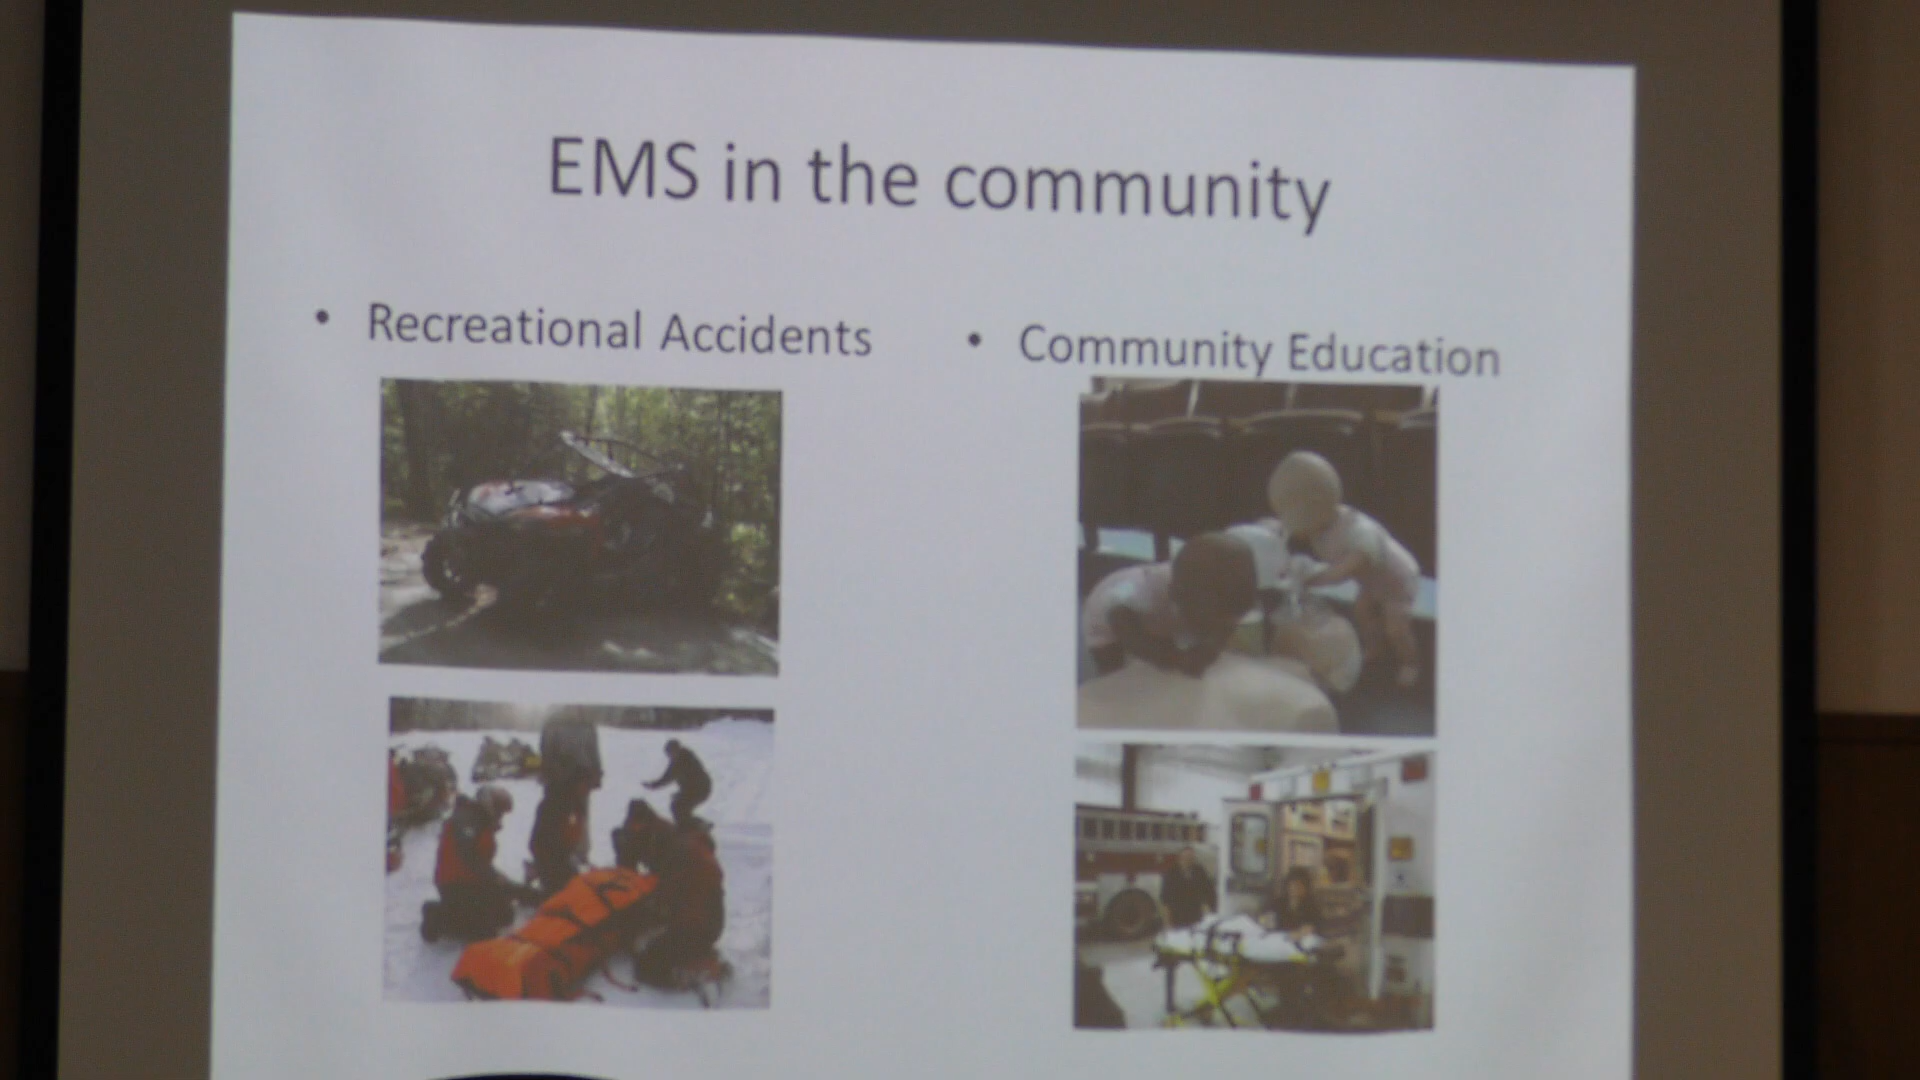 EMS in the community
• Recreational Accidents
• Community Education